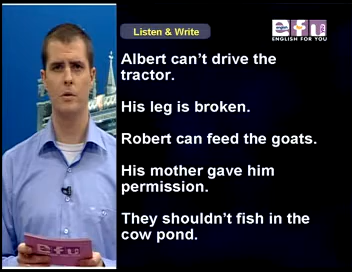 Listen & Write
efu
ENGLISH FOR YOU
Albert can't drive the
tractor.
His leg is broken.
Robert can feed the goats.
His mother gave him
permission.
They shouldn't fish in the
cow pond.
efu